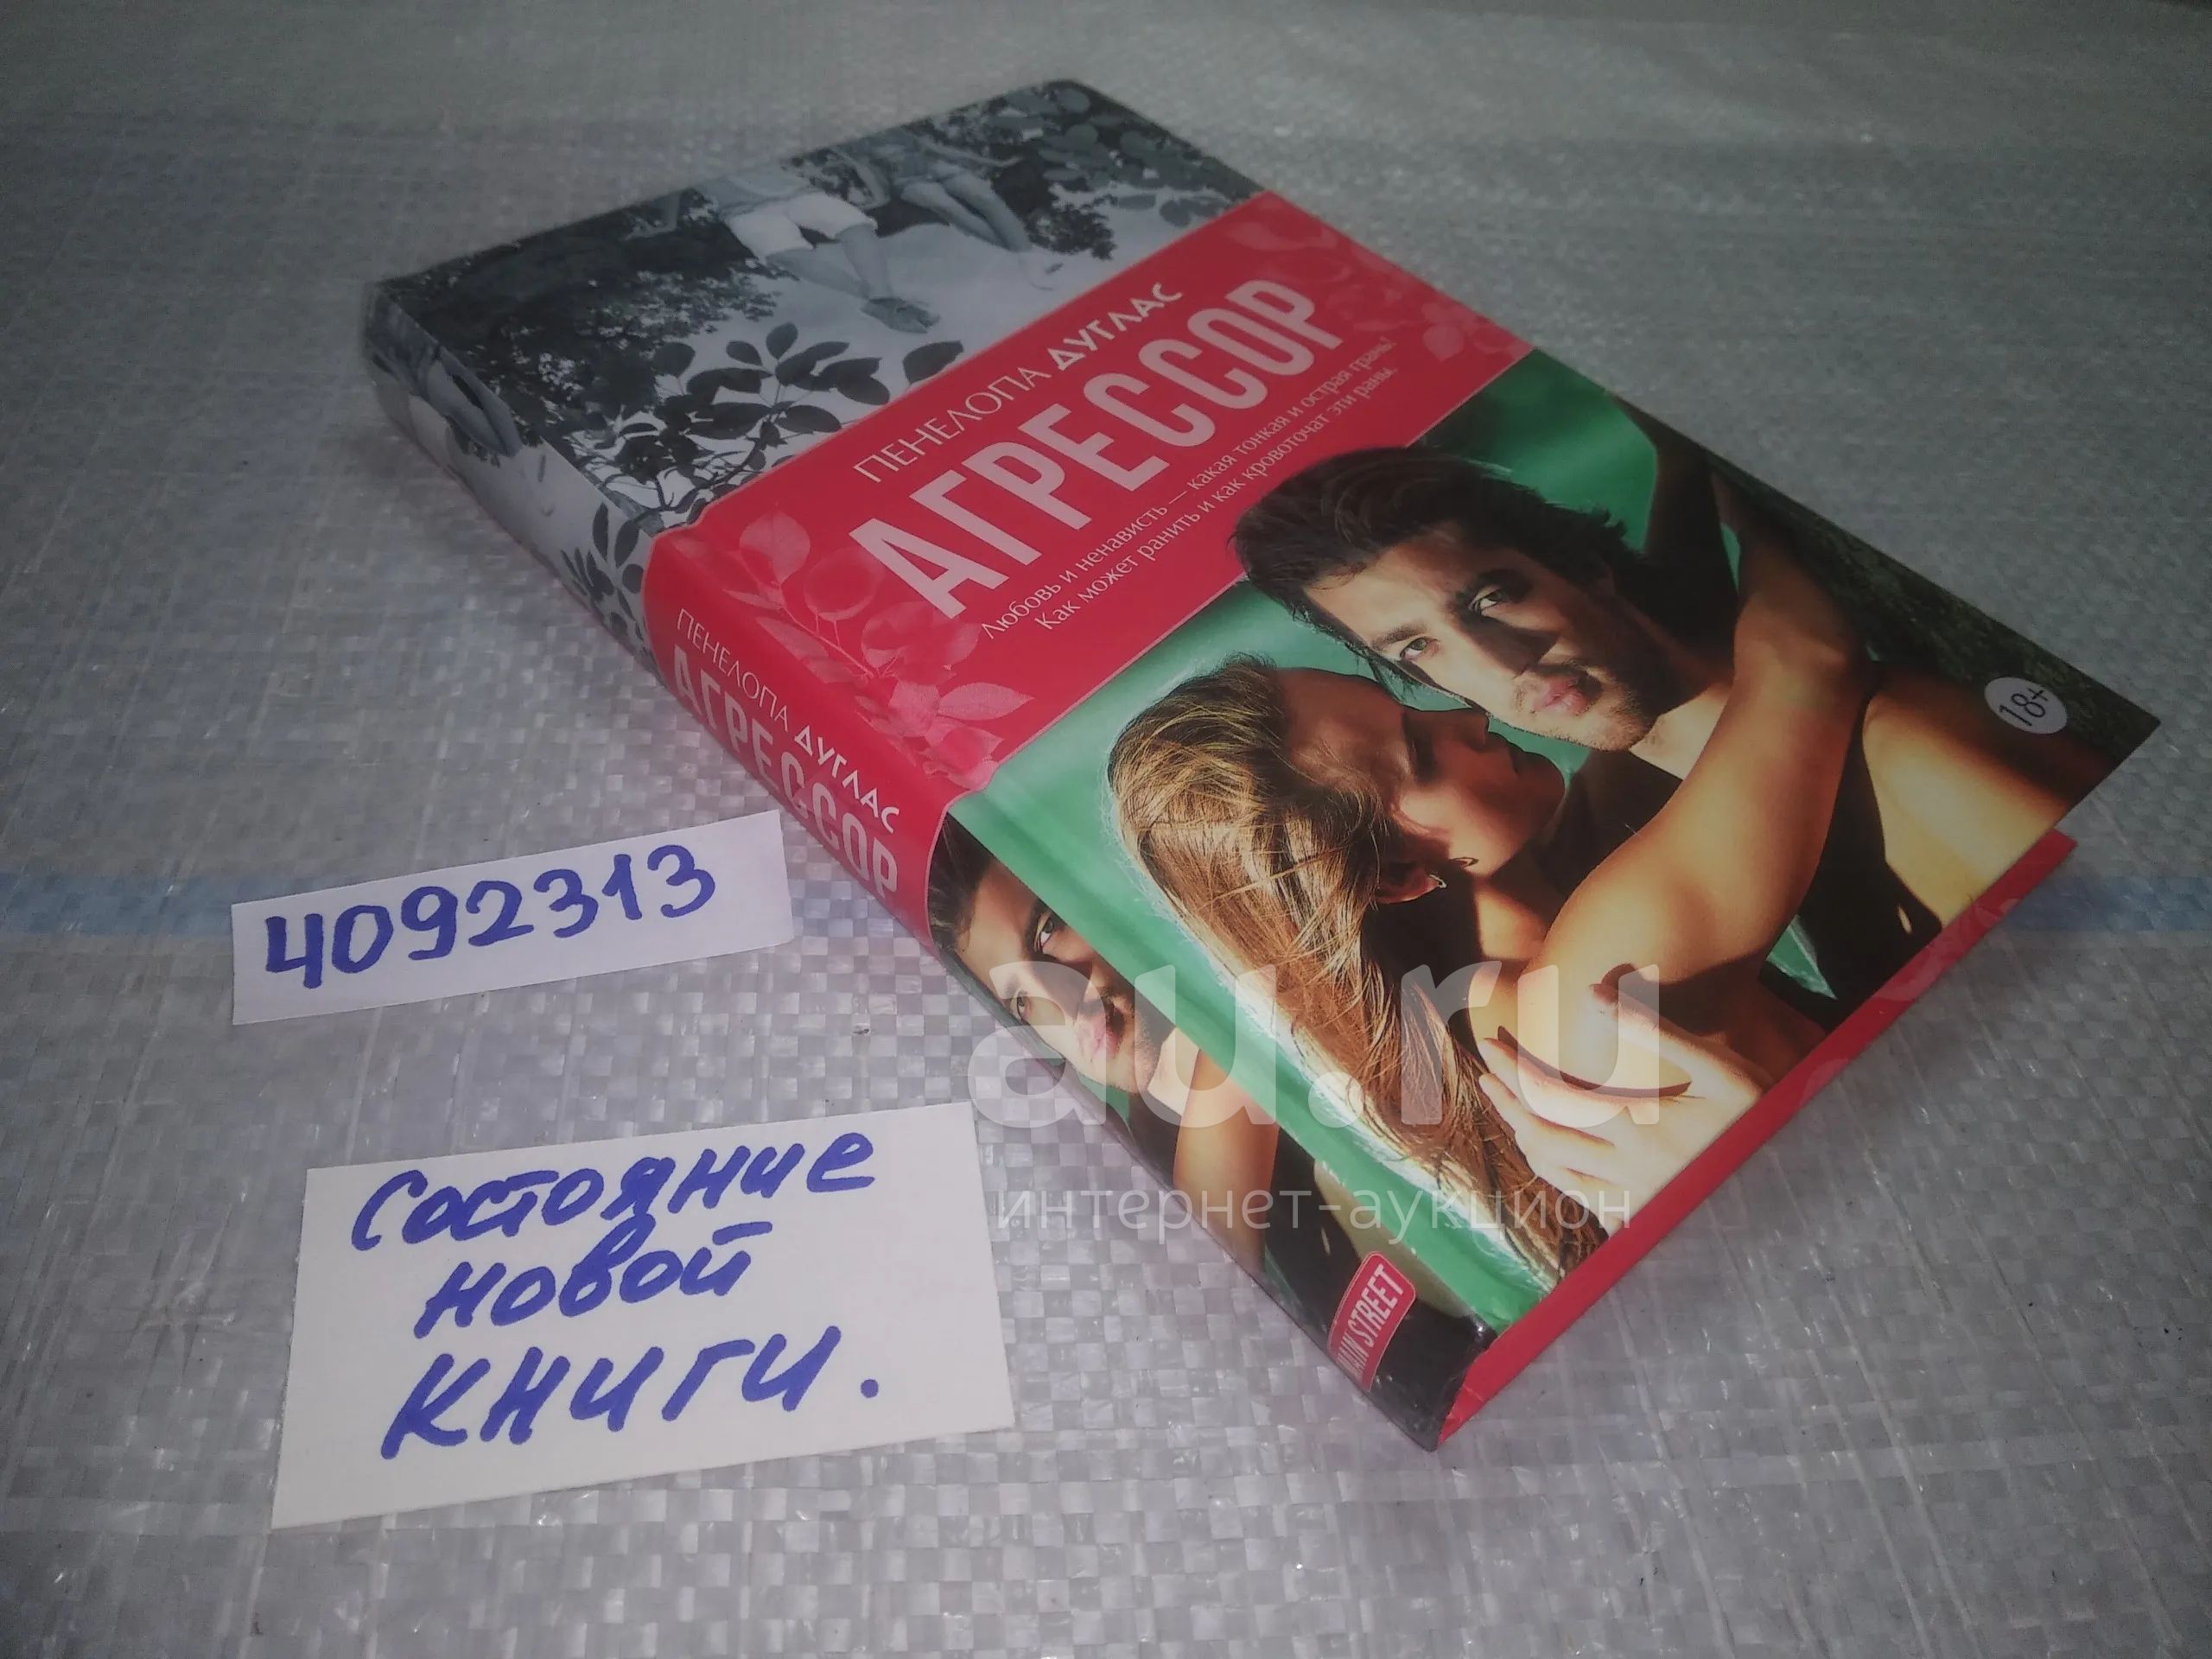 ПЕНЕЛОПА ДУГЛАС
АГРЕССОР
Любовь и ненависть — какая тонкая и острая грань!
Как может ранить и как кровоточат эти раны.
18+
ПЕНЕЛОПА ДУГЛАС
АГРЕССОР
MAIN STREET
4092313
Состояние
новой
книги.
au.ru
интернет-аукцион